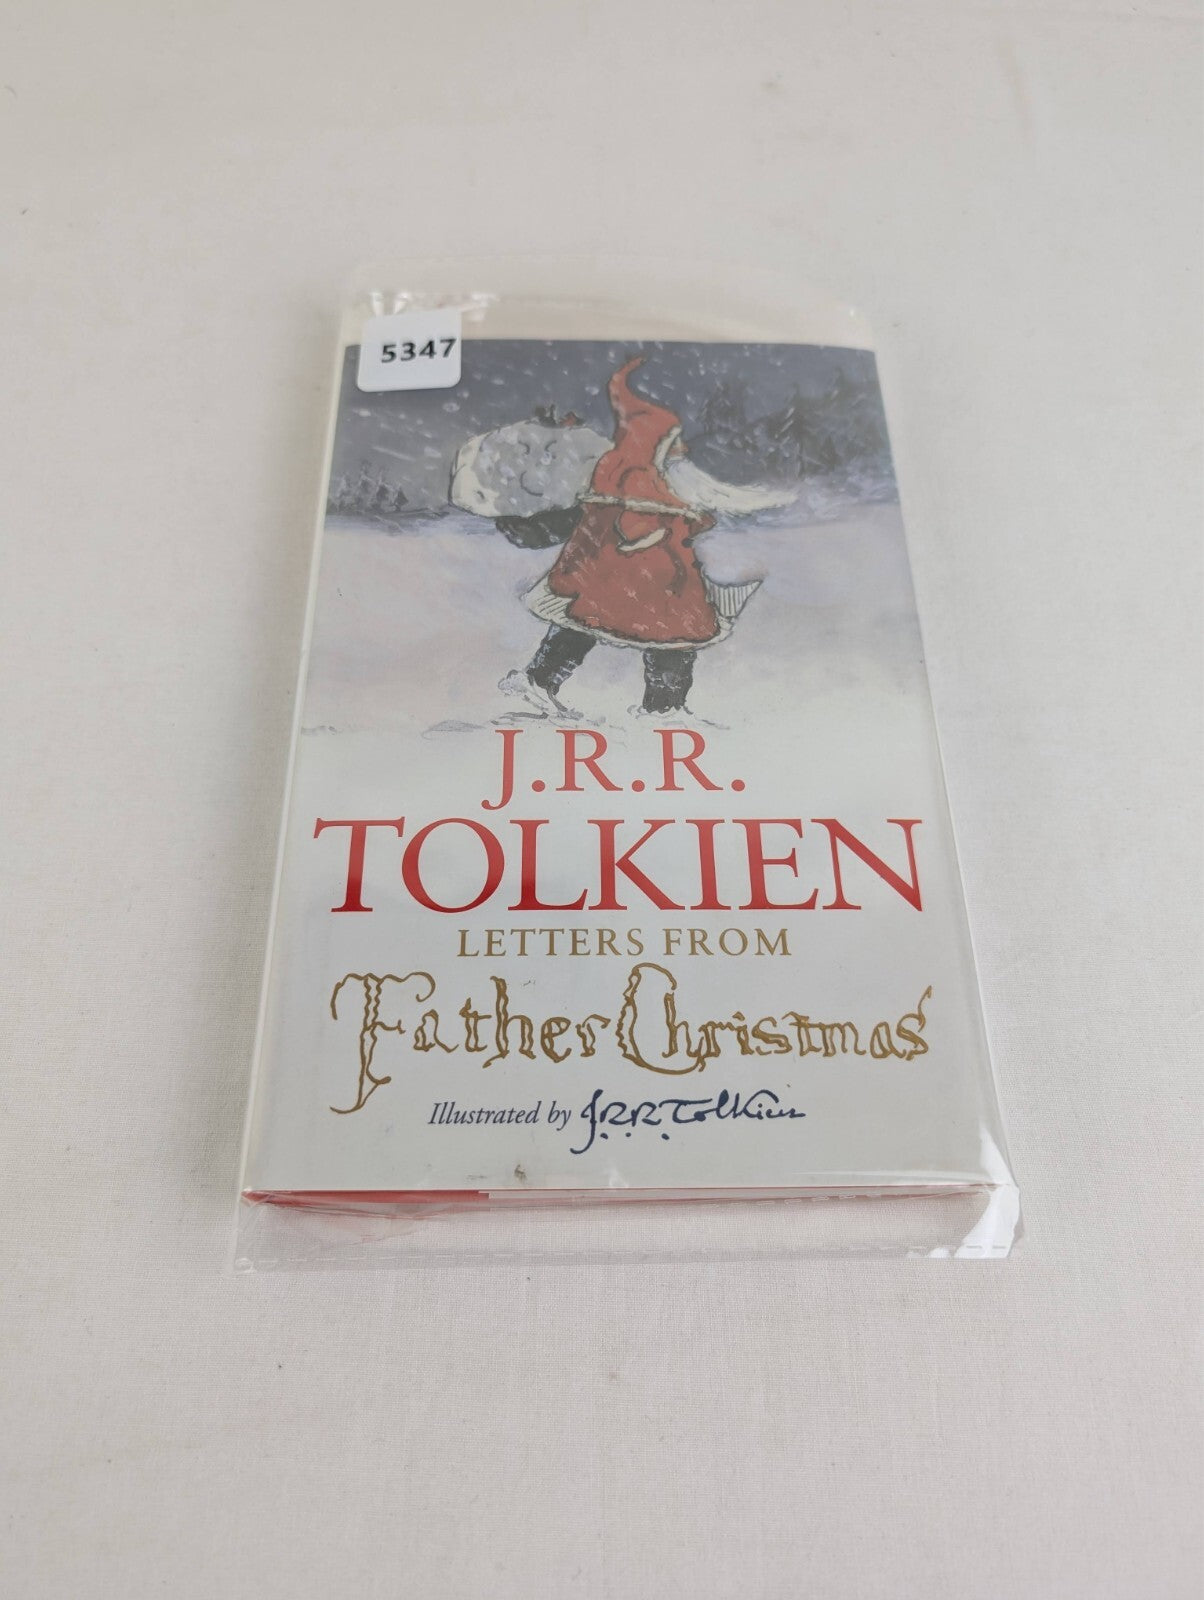 5347
J.R.R.
TOLKIEN
LETTERS FROM
Father Christmas
Illustrated by J.R.R. Tolkien